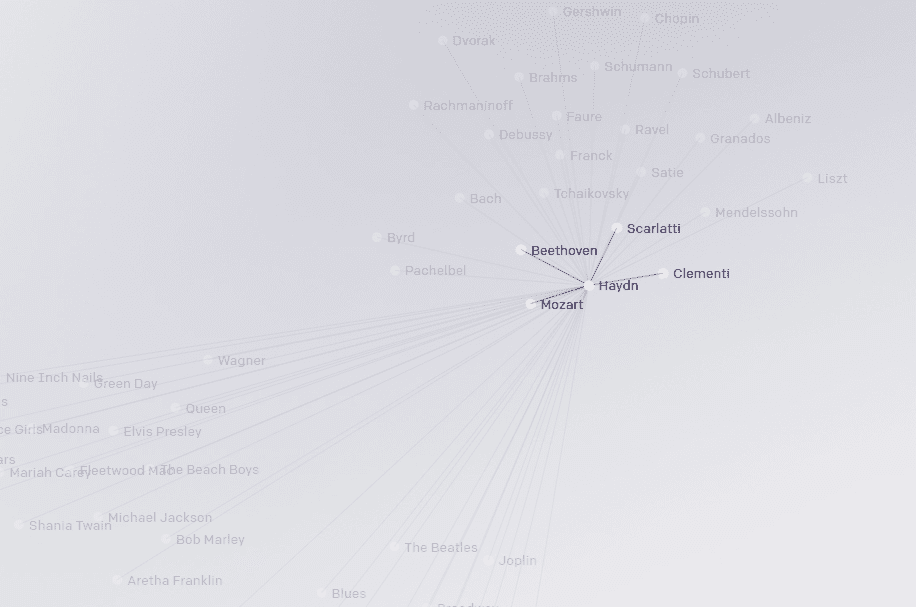 Gershwin
Chopin
Dvorak
Schumann
Schubert
Brahms
Rachmaninoff
Faure
Albeniz
Ravel
Debussy
Granados
Franck
Satie
Liszt
Tchaikovsky
Bach
Mendelssohn
Scarlatti
Byrd
Beethoven
Pachelbel
Clementi
Haydn
Mozart
Wagner
Nine Inch Nails
Green Day
s
Queen
ce Girls
Madonna
Elvis Presley
ars
Mariah Carey
Fleetwood Mac
The Beach Boys
Michael Jackson
Shania Twain
Bob Marley
The Beatles
Joplin
Aretha Franklin
Blues